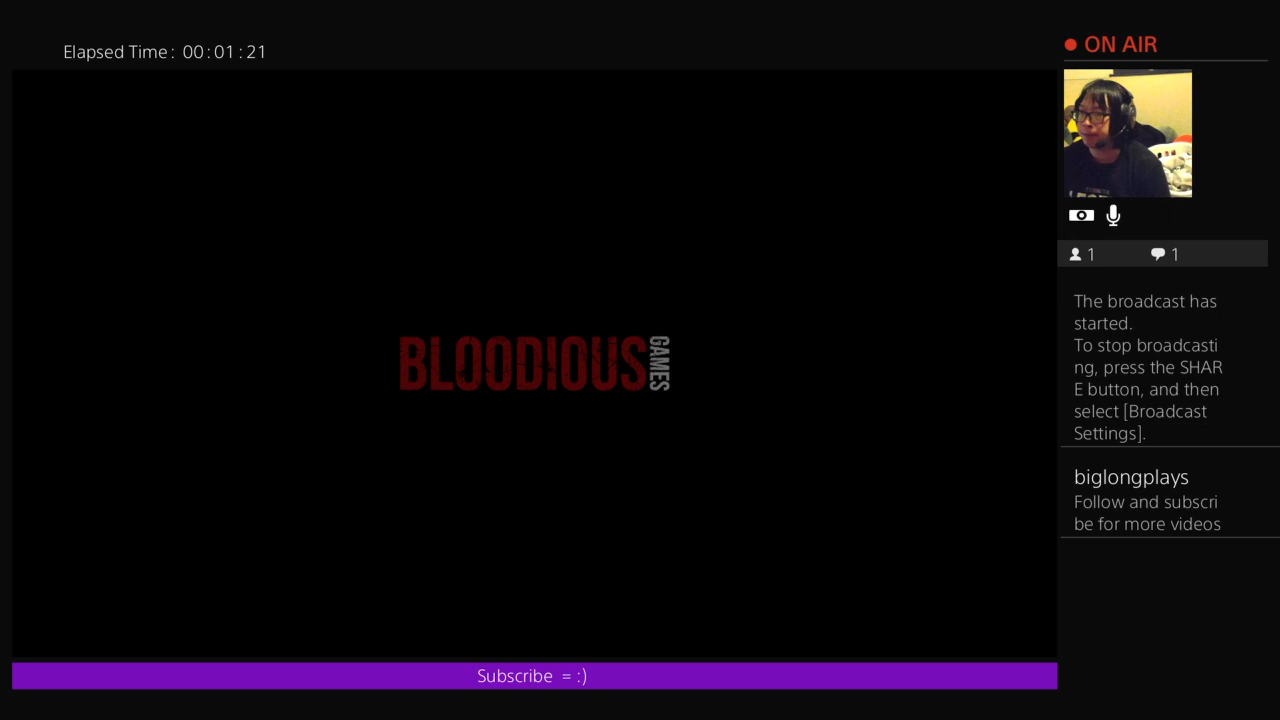 Elapsed Time: 00:01:21
ON AIR
BLOODIOUS GAMES
1 1
The broadcast has
started.
To stop broadcasti
ng, press the SHAR
E button, and then
select [Broadcast
Settings].
biglongplays
Follow and subscri
be for more videos
Subscribe = :)